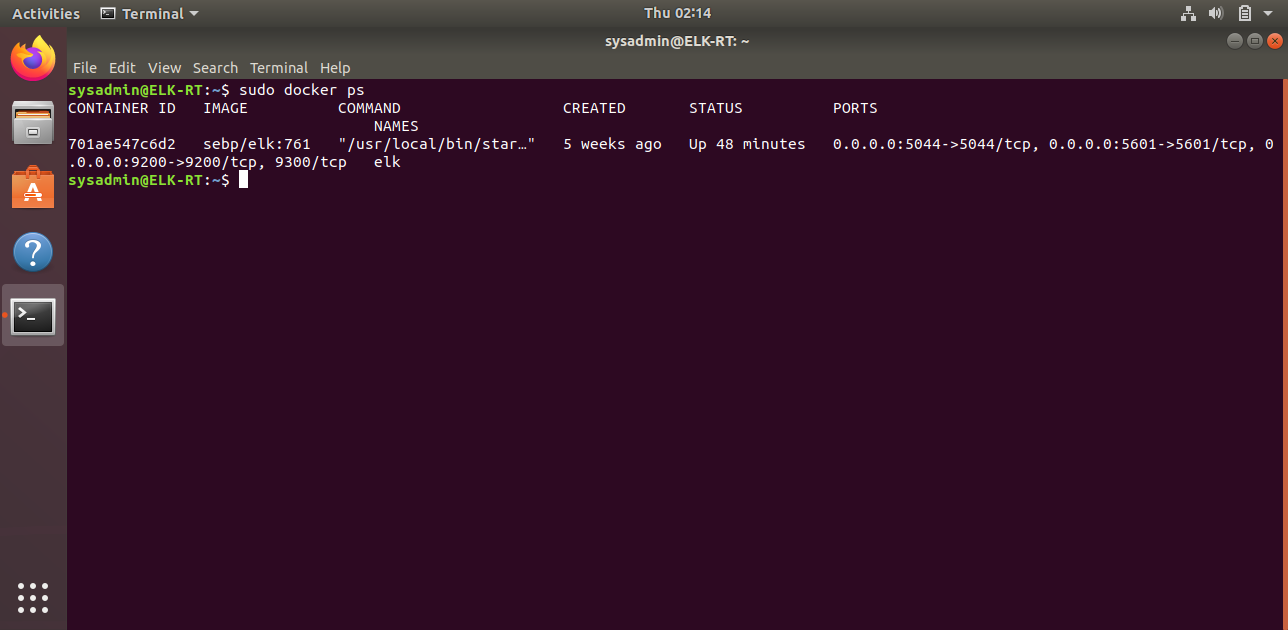 Activities Terminal Thu 02:14
sysadmin@ELK-RT: ~
File Edit View Search Terminal Help
sysadmin@ELK-RT:~$ sudo docker ps
CONTAINER ID   IMAGE          COMMAND                  CREATED       STATUS          PORTS
                                  NAMES
701ae547c6d2   sebp/elk:761   "/usr/local/bin/star…"   5 weeks ago   Up 48 minutes   0.0.0.0:5044->5044/tcp, 0.0.0.0:5601->5601/tcp, 0
.0.0.0:9200->9200/tcp, 9300/tcp   elk
sysadmin@ELK-RT:~$